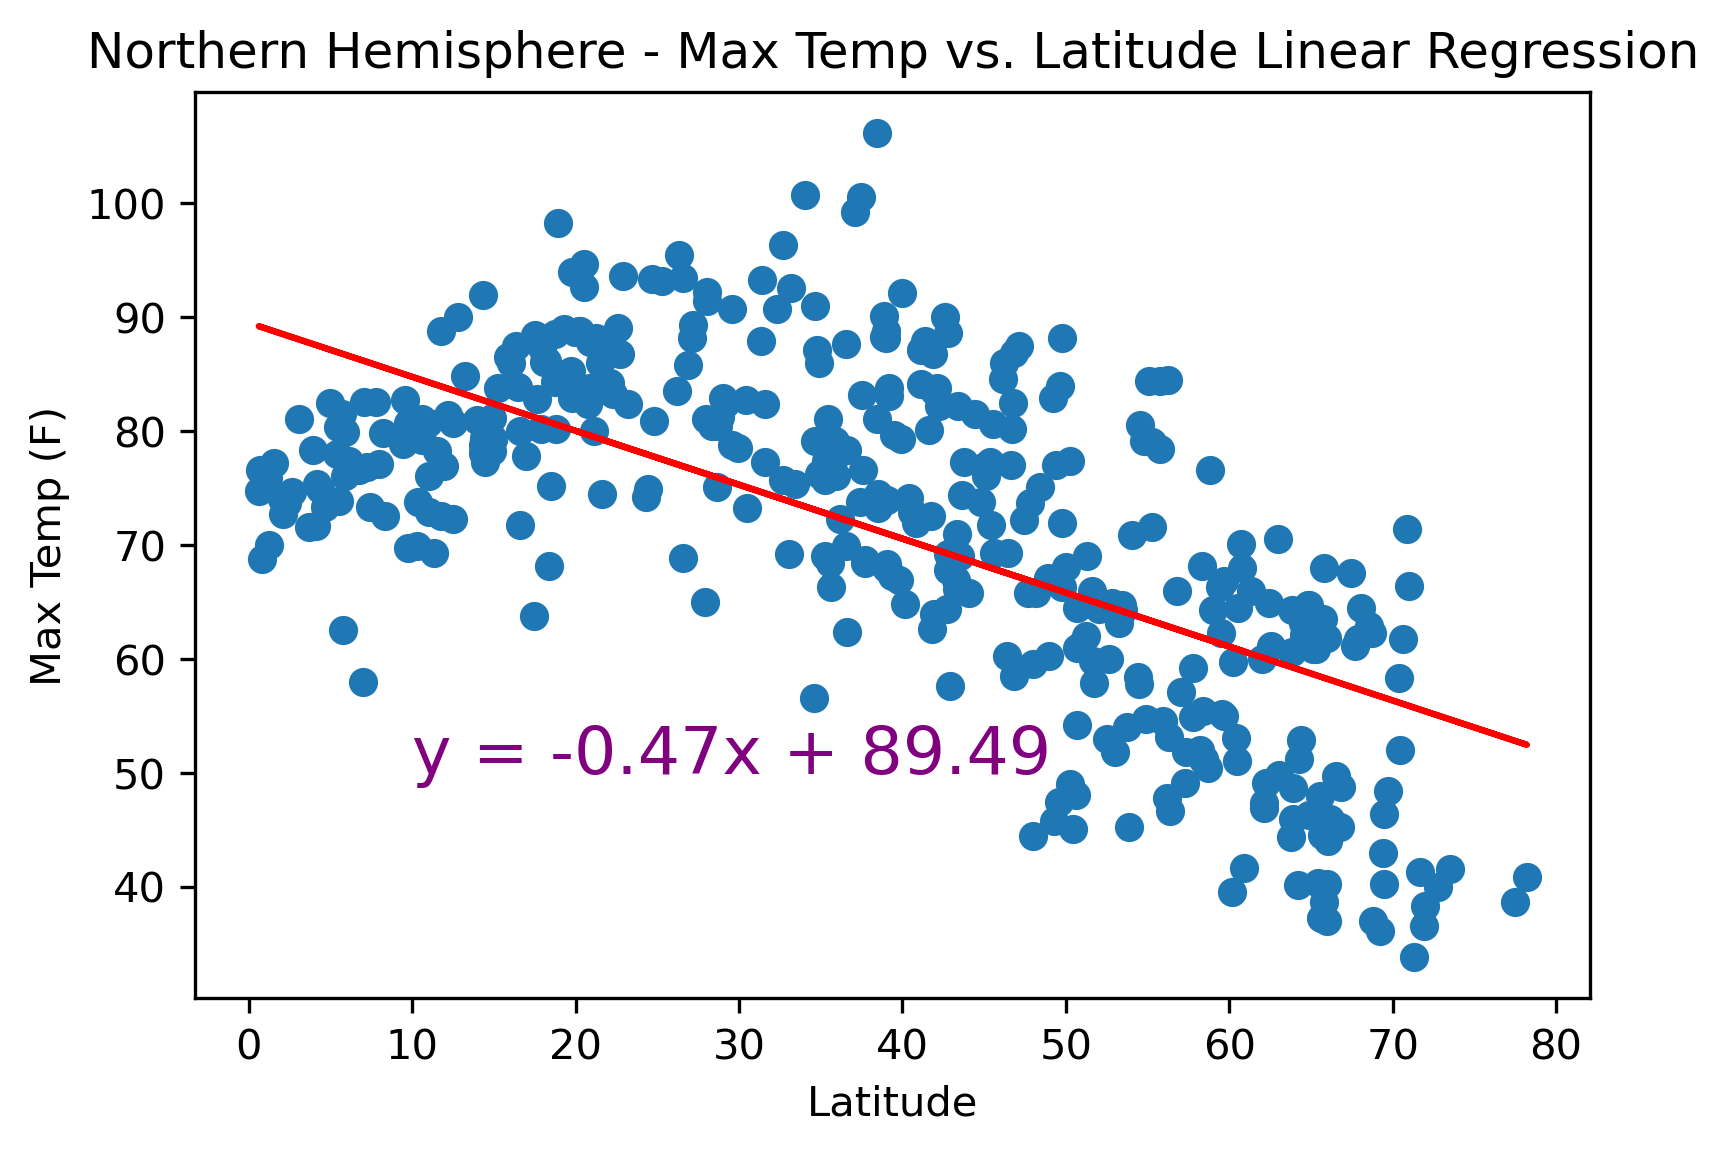 Northern Hemisphere - Max Temp vs. Latitude Linear Regression
100
90
80
70
60
50
40
Max Temp (F)
y = -0.47x + 89.49
0 10 20 30 40 50 60 70 80
Latitude